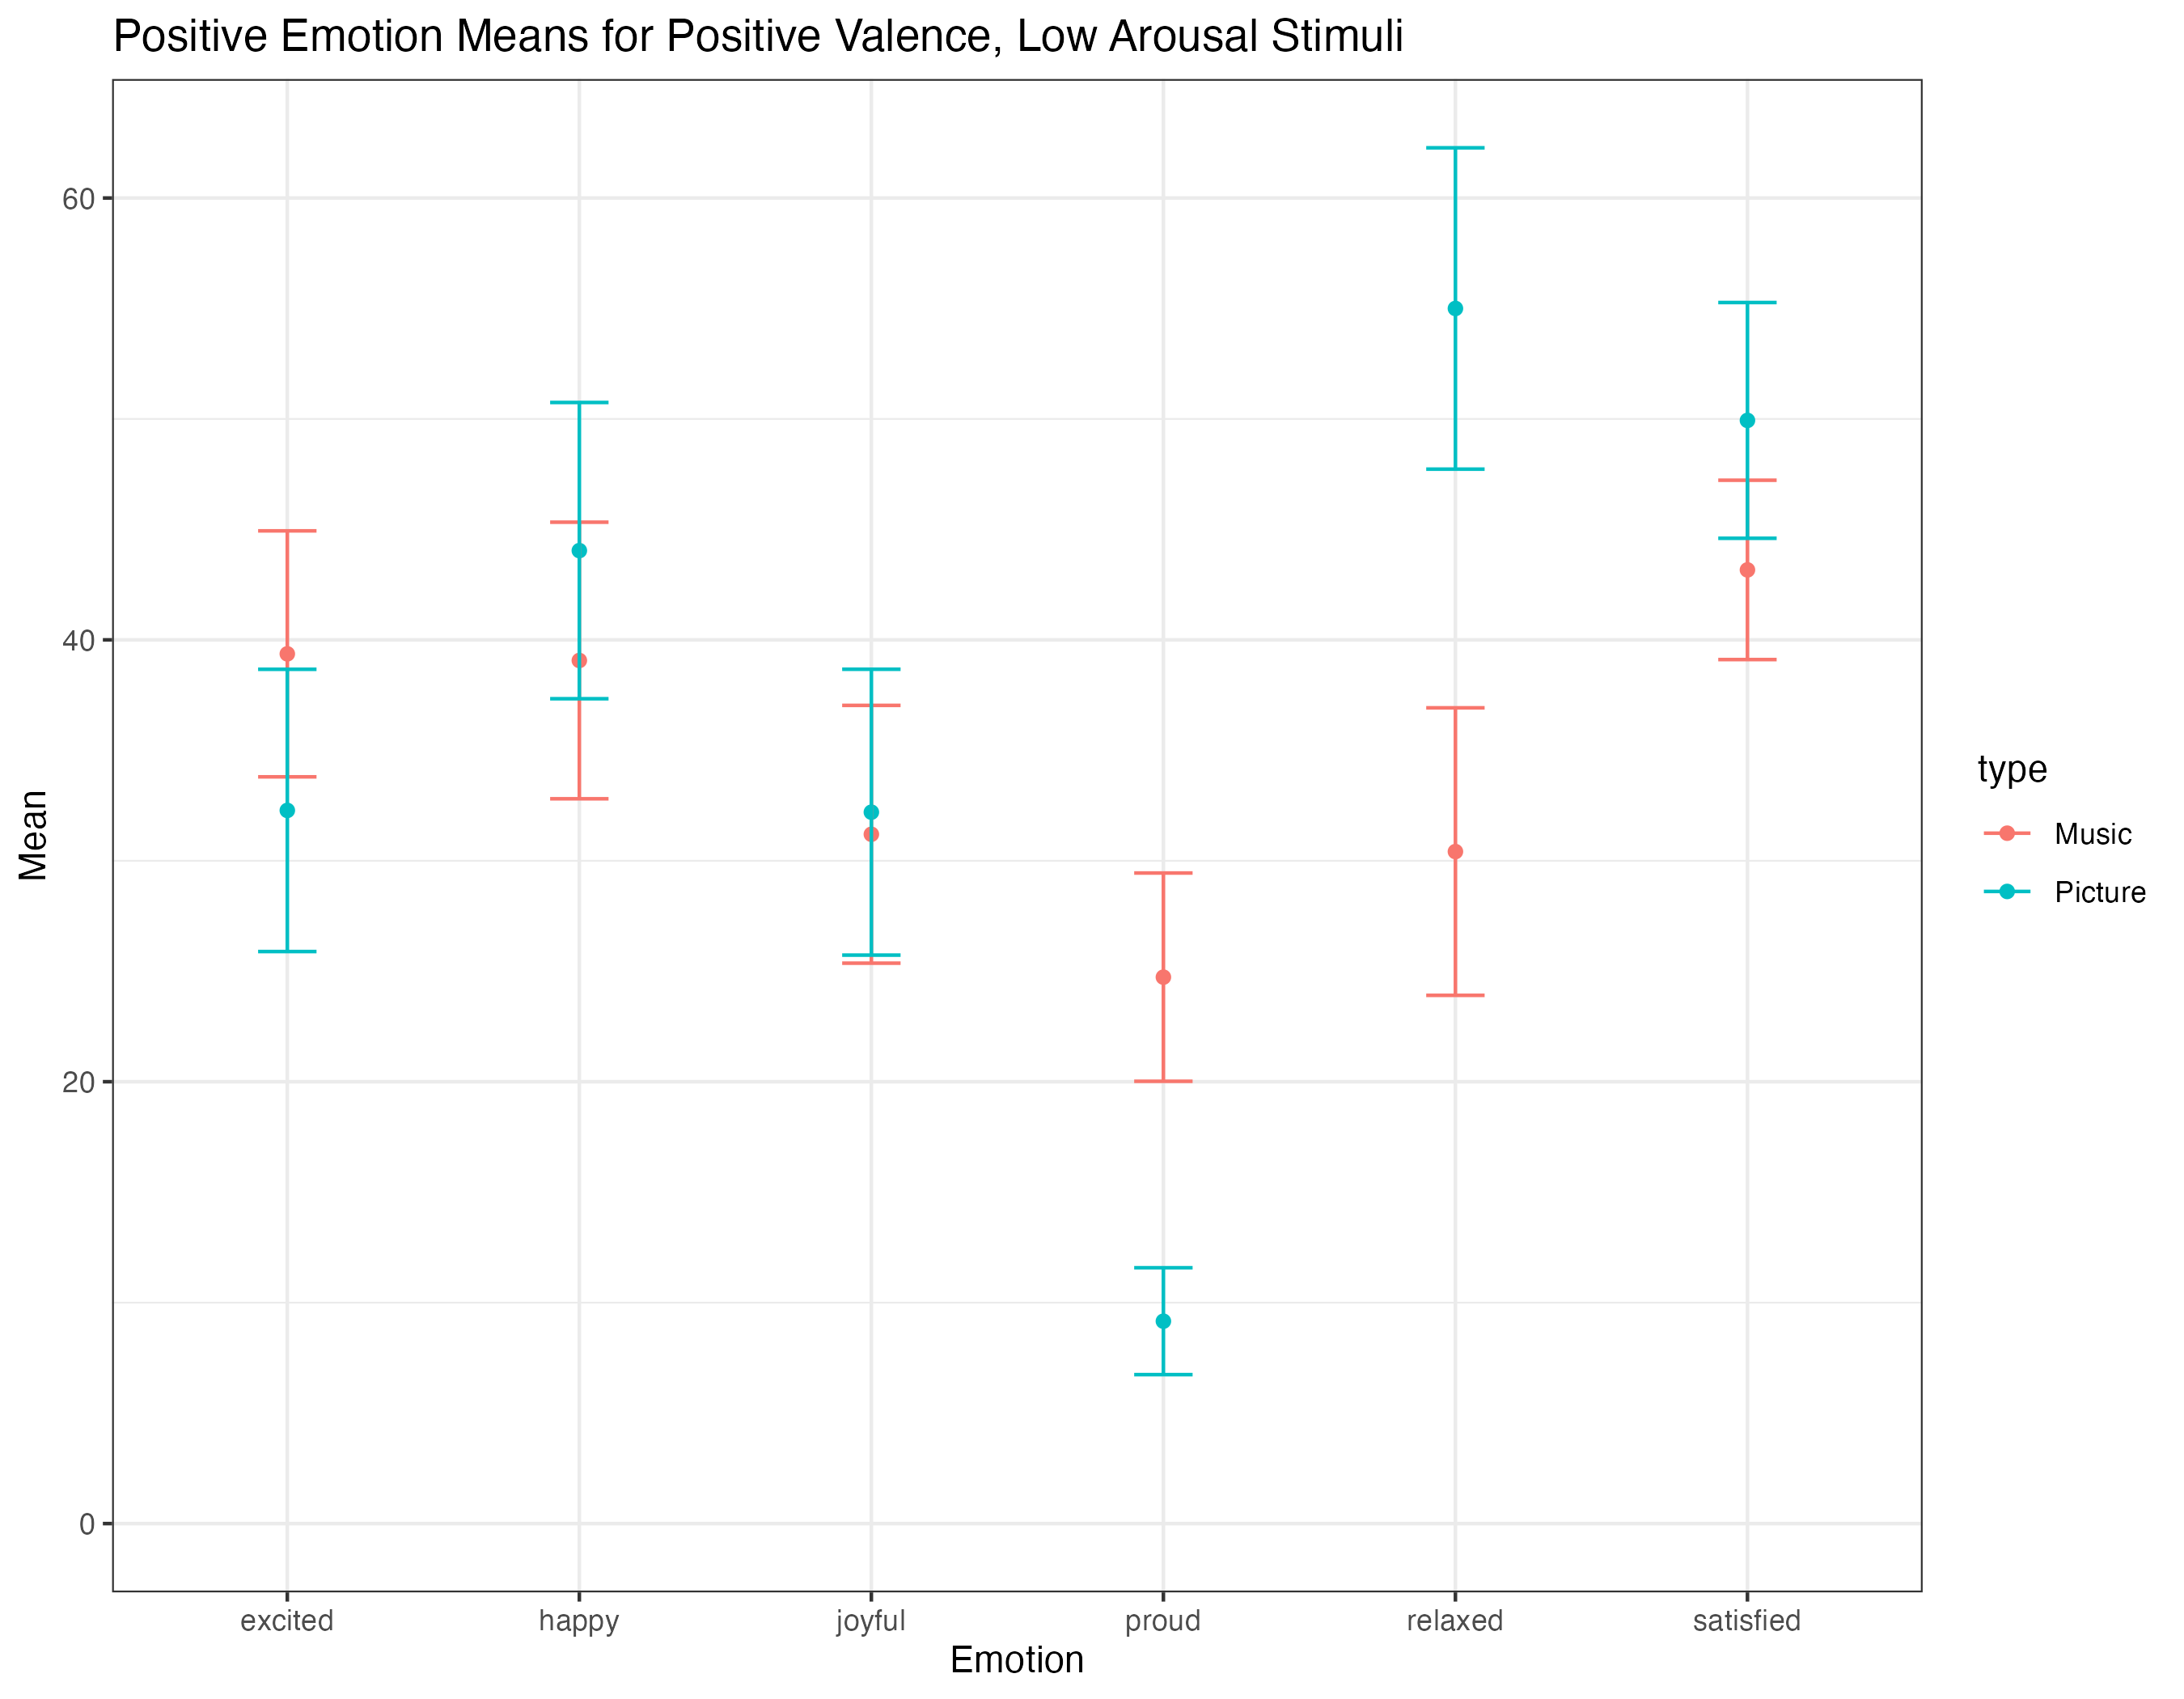 Positive Emotion Means for Positive Valence, Low Arousal Stimuli
Mean
60
40
20
0
excited happy joyful proud relaxed satisfied
Emotion
type
Music
Picture